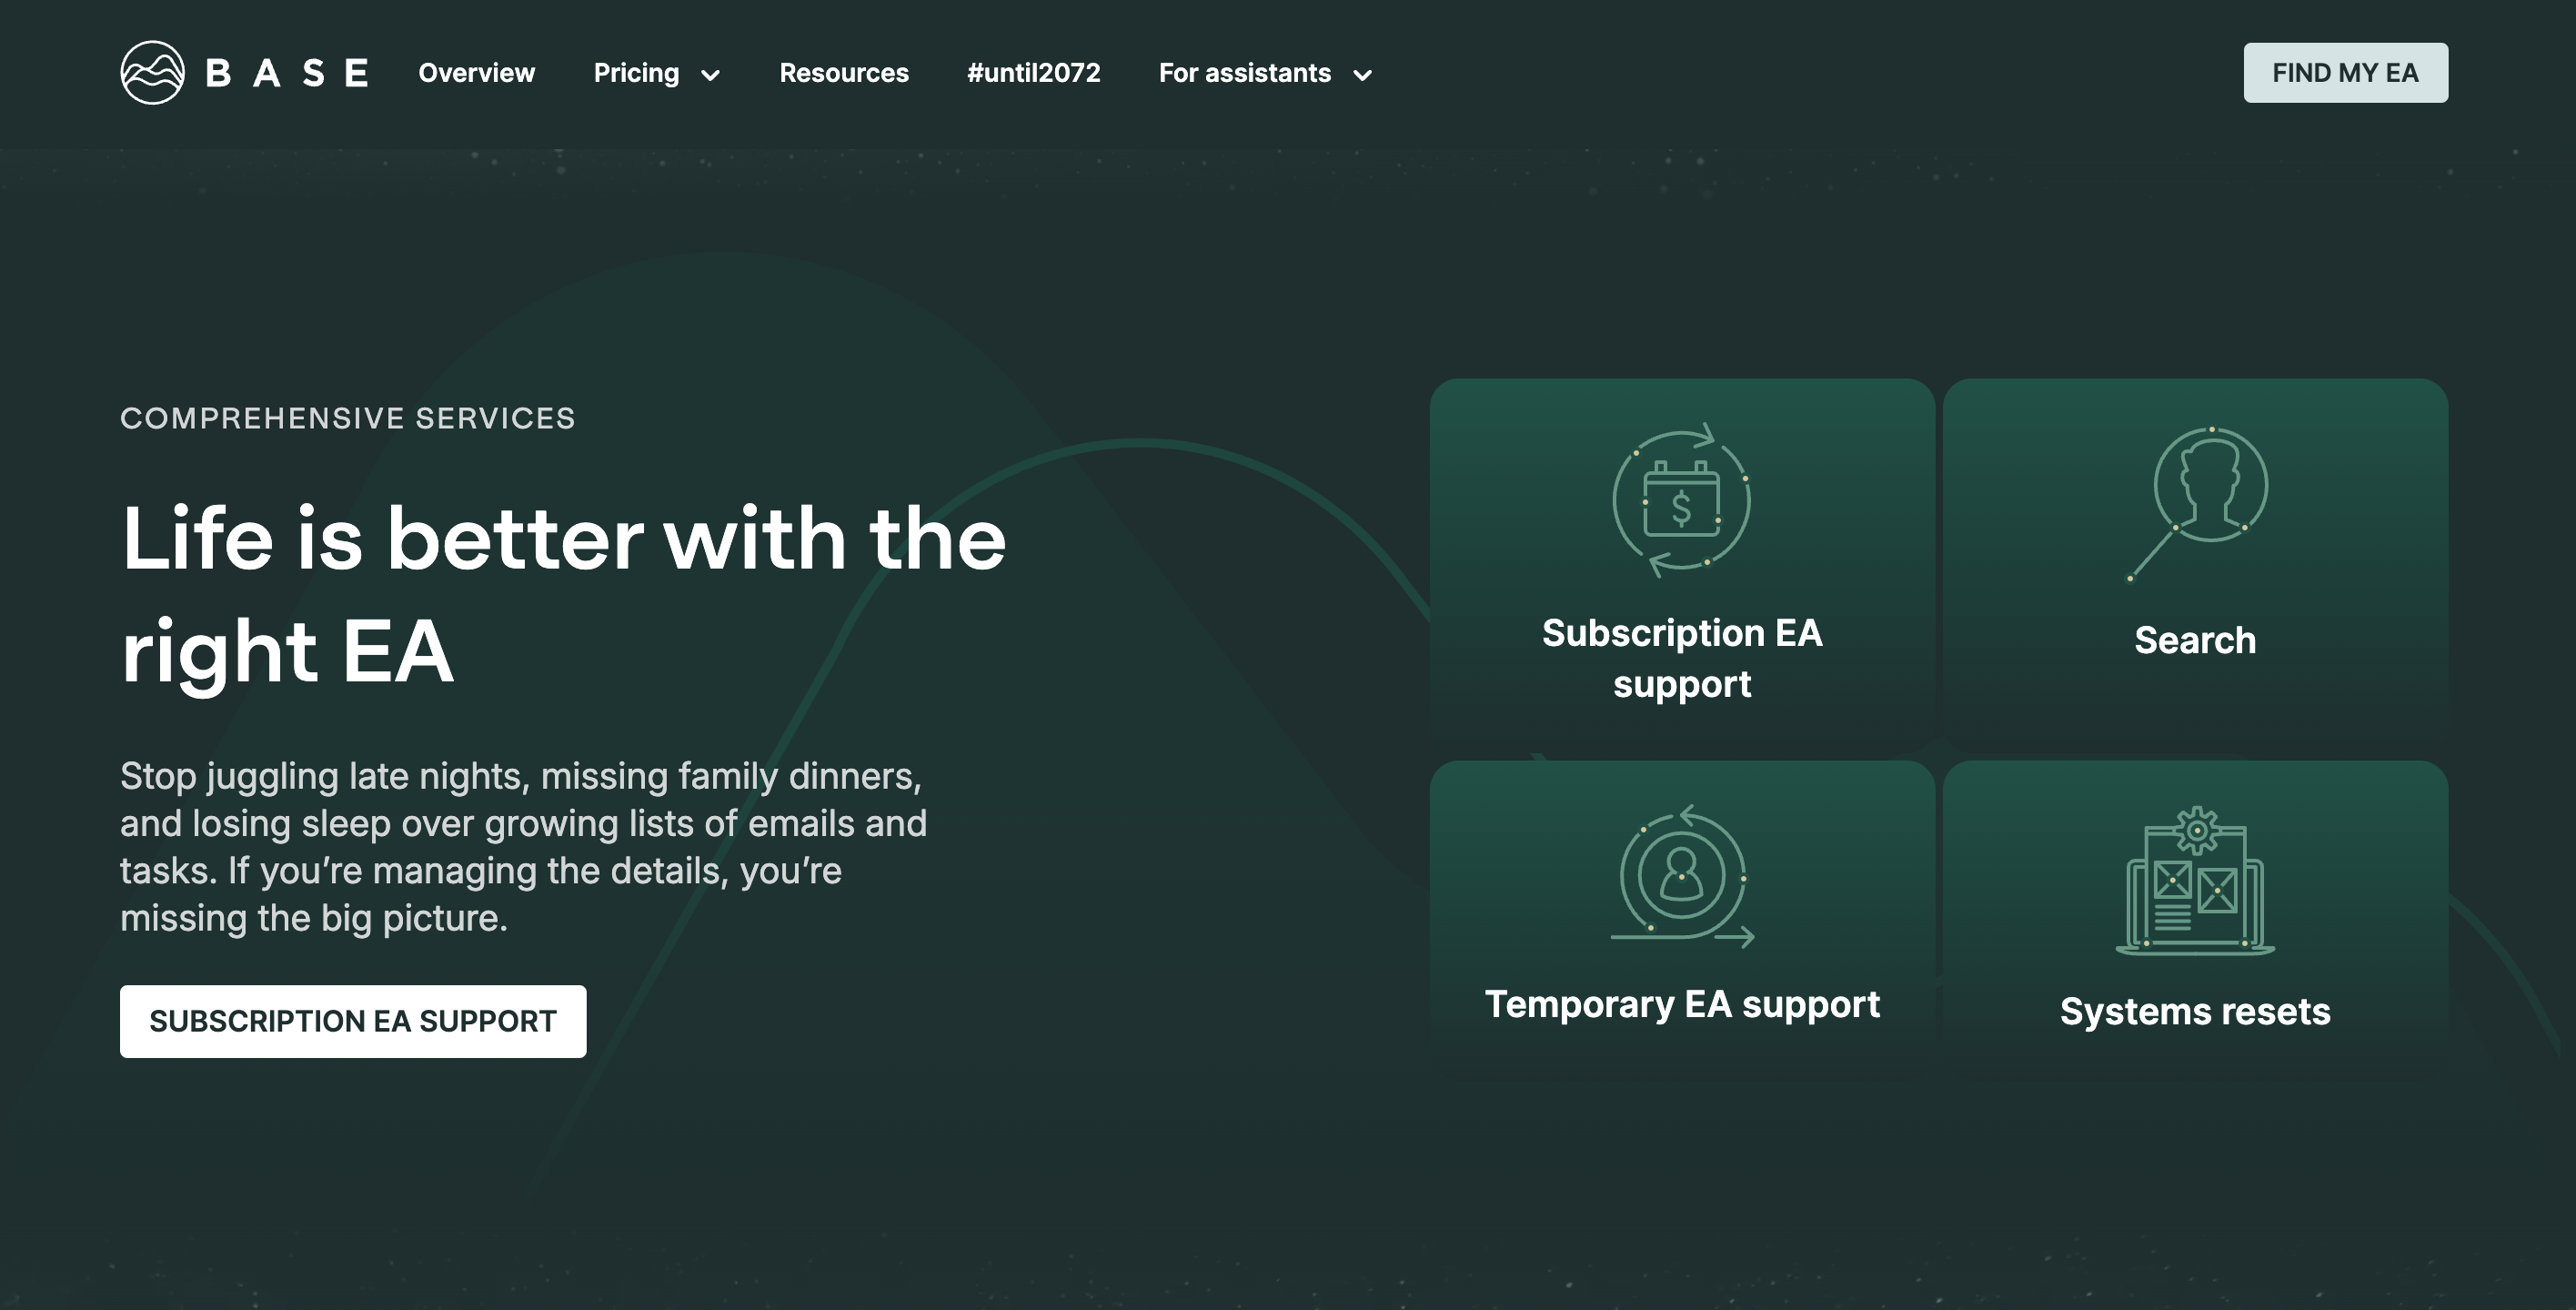 BASE
Overview
Pricing
Resources
#until2072
For assistants
FIND MY EA
COMPREHENSIVE SERVICES
Life is better with the
right EA
Stop juggling late nights, missing family dinners,
and losing sleep over growing lists of emails and
tasks. If you’re managing the details, you’re
missing the big picture.
SUBSCRIPTION EA SUPPORT
$
Subscription EA
support
Search
Temporary EA support
Systems resets